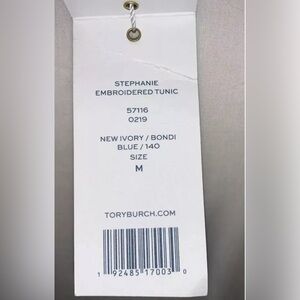 STEPHANIE
EMBROIDERED TUNIC
57116
0219
NEW IVORY / BONDI
BLUE / 140
SIZE
M
TORYBURCH.COM
1 92485 17003 0